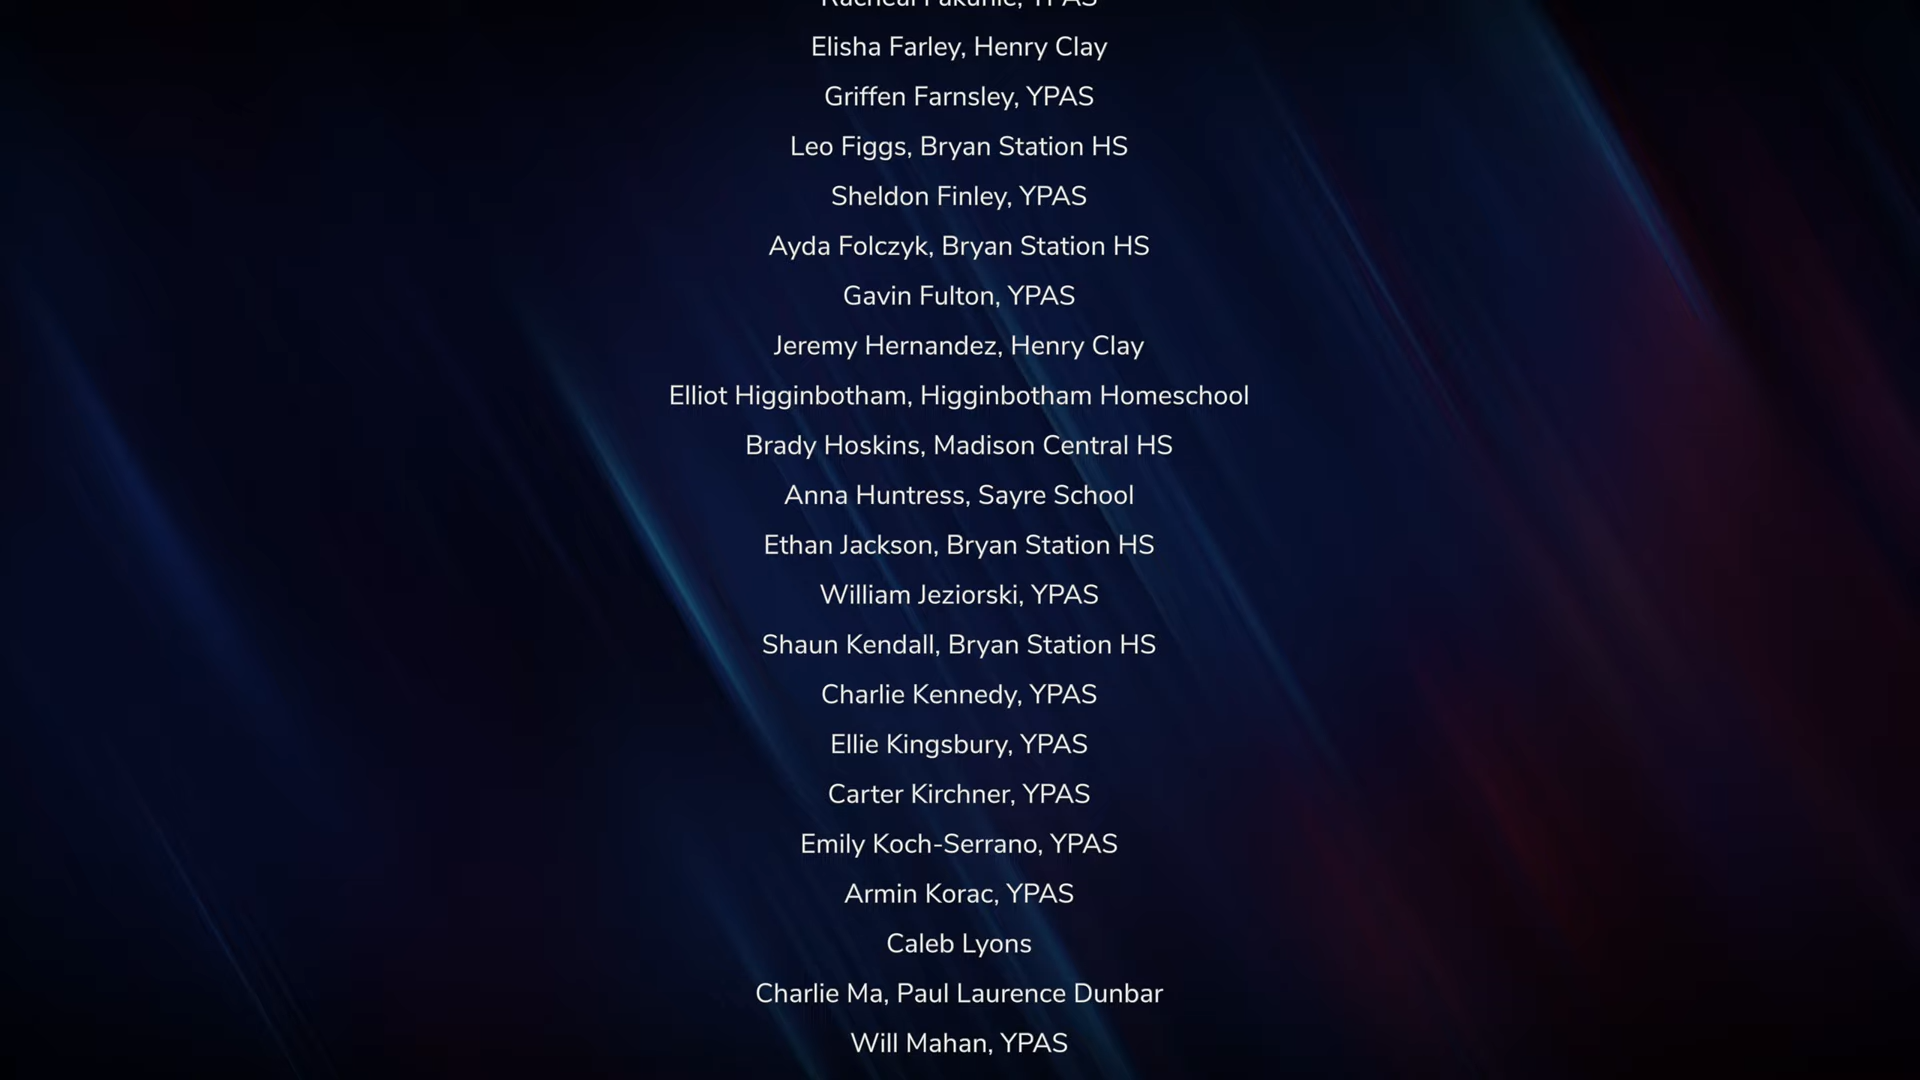 Elisha Farley, Henry Clay
Griffen Farnsley, YPAS
Leo Figgs, Bryan Station HS
Sheldon Finley, YPAS
Ayda Folczyk, Bryan Station HS
Gavin Fulton, YPAS
Jeremy Hernandez, Henry Clay
Elliot Higginbotham, Higginbotham Homeschool
Brady Hoskins, Madison Central HS
Anna Huntress, Sayre School
Ethan Jackson, Bryan Station HS
William Jeziorski, YPAS
Shaun Kendall, Bryan Station HS
Charlie Kennedy, YPAS
Ellie Kingsbury, YPAS
Carter Kirchner, YPAS
Emily Koch-Serrano, YPAS
Armin Korac, YPAS
Caleb Lyons
Charlie Ma, Paul Laurence Dunbar
Will Mahan, YPAS